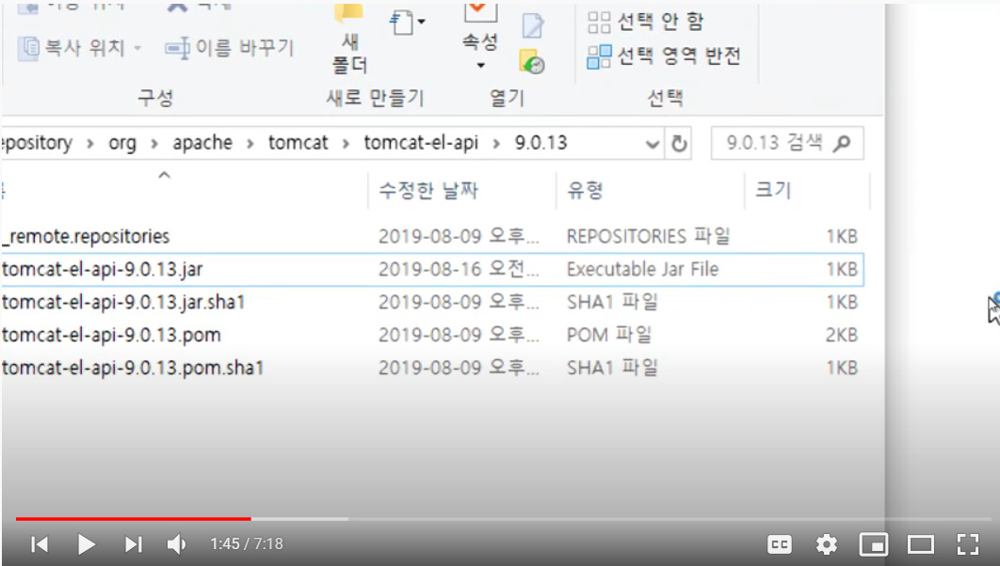 선택 안 함
복사 위치
이름 바꾸기
새
폴더
속성
선택 영역 반전
구성
새로 만들기
열기
선택
org > apache > tomcat > tomcat-el-api > 9.0.13
9.0.13 검색
수정한 날짜
유형
크기
_remote.repositories 2019-08-09 오후... REPOSITORIES 파일 1KB
tomcat-el-api-9.0.13.jar 2019-08-16 오전... Executable Jar File 1KB
tomcat-el-api-9.0.13.jar.sha1 2019-08-09 오후... SHA1 파일 1KB
tomcat-el-api-9.0.13.pom 2019-08-09 오후... POM 파일 2KB
tomcat-el-api-9.0.13.pom.sha1 2019-08-09 오후... SHA1 파일 1KB
1:45 / 7:18
CC